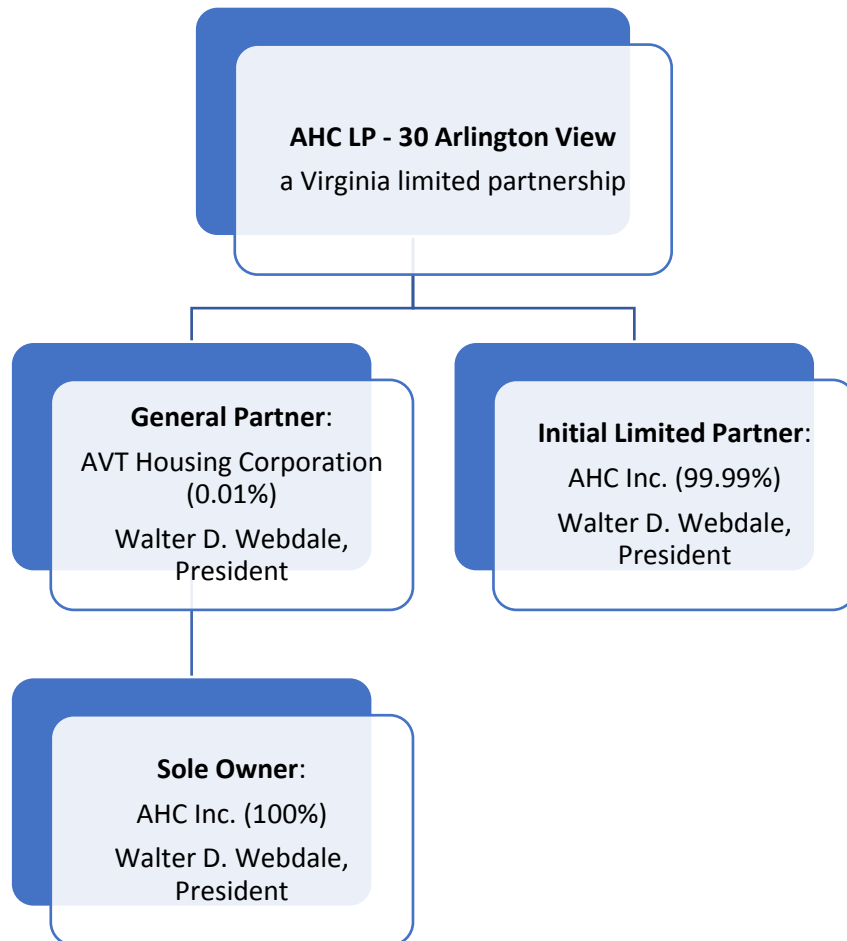 AHC LP - 30 Arlington View
a Virginia limited partnership
General Partner:
AVT Housing Corporation
(0.01%)
Walter D. Webdale,
President
Initial Limited Partner:
AHC Inc. (99.99%)
Walter D. Webdale,
President
Sole Owner:
AHC Inc. (100%)
Walter D. Webdale,
President